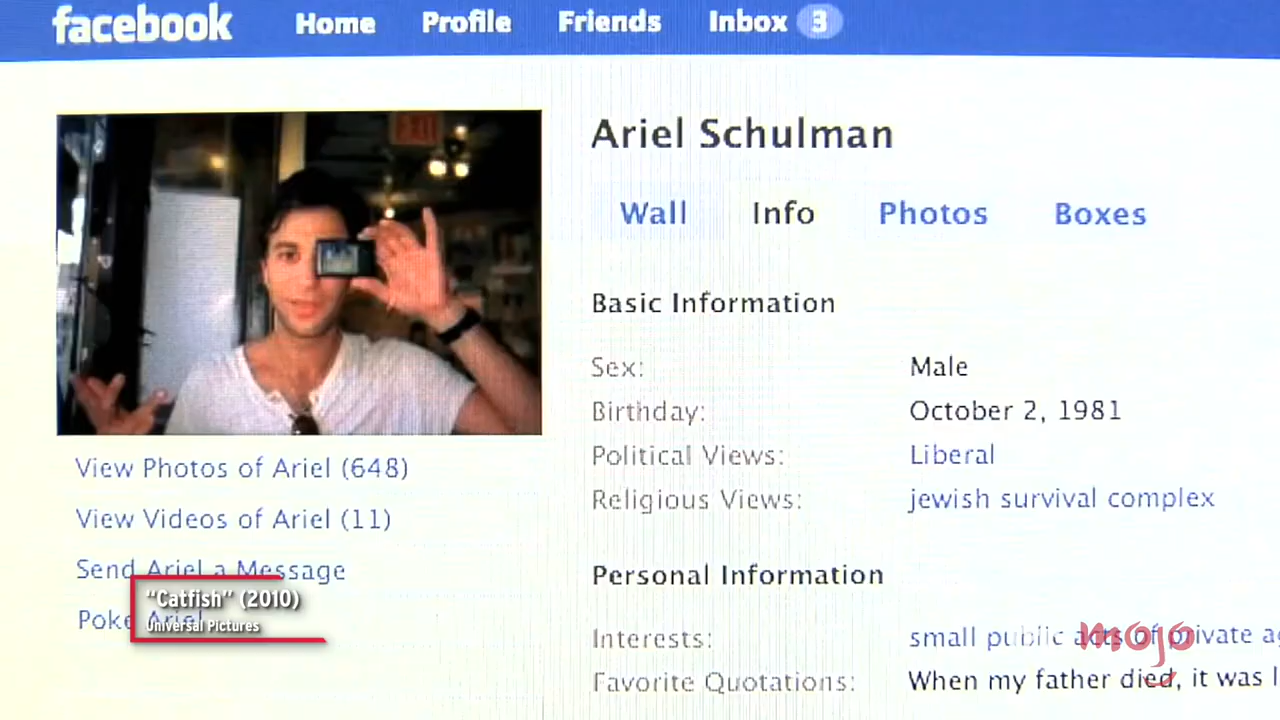 facebook Home Profile Friends Inbox 3
EXIT
Ariel Schulman
Wall Info Photos Boxes
Basic Information
Sex: Male
Birthday: October 2, 1981
Political Views: Liberal
Religious Views: jewish survival complex
Personal Information
Interests: small public acts of private
Favorite Quotations: When my father died, it was
View Photos of Ariel (648)
View Videos of Ariel (11)
Send Ariel a Message
Poke Ariel
"Catfish" (2010)
Universal Pictures
mojo